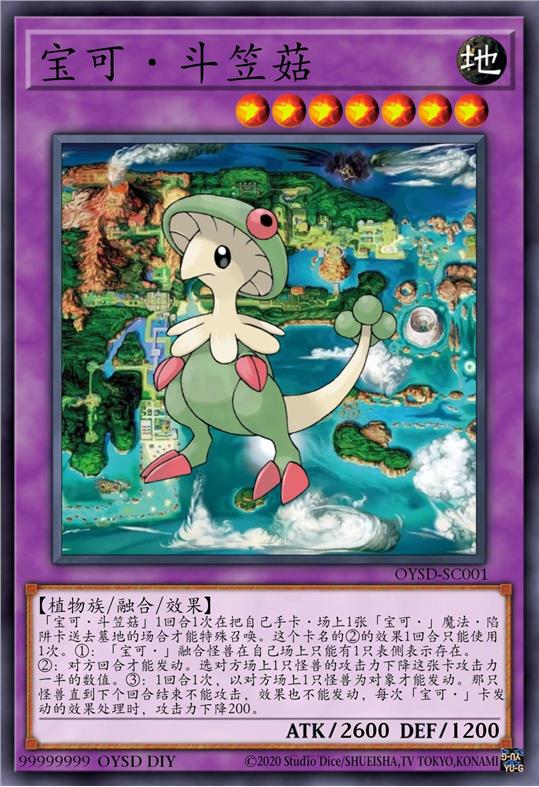 宝可·斗笠菇
地
OYSD-SC001
【植物族/融合/效果】
「宝可·斗笠菇」1回合1次在把自己手卡·场上1张「宝可·」魔法·陷
阱卡送去墓地的场合才能特殊召唤。这个卡名的②的效果1回合只能使用
1次。①：「宝可·」融合怪兽在自己场上只能有1只表侧表示存在。
②：对方回合才能发动。选对方场上1只怪兽的攻击力下降这张卡攻击力
一半的数值。③：1回合1次，以对方场上1只怪兽为对象才能发动。那只
怪兽直到下个回合结束不能攻击，效果也不能发动，每次「宝可·」卡发
动的效果处理时，攻击力下降200。
ATK/2600 DEF/1200
99999999 OYSD DIY ©2020 Studio Dice/SHUEISHA,TV TOKYO,KONAMI